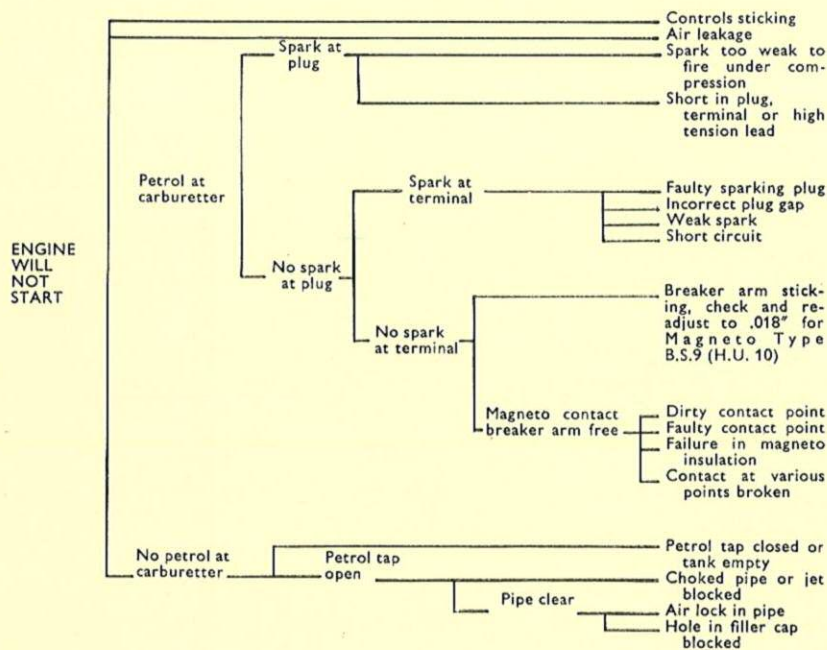 Controls sticking
Air leakage
Spark at
plug
Spark too weak to
fire under com-
pression
Short in plug,
terminal or high
tension lead
Petrol at
carburetter
Spark at
terminal
Faulty sparking plug
Incorrect plug gap
Weak spark
Short circuit
ENGINE
WILL
NOT
START
No spark
at plug
No spark
at terminal
Breaker arm stick-
ing, check and re-
adjust to .018" for
Magneto Type
B.S.9 (H.U. 10)
Magneto contact
breaker arm free
Dirty contact point
Faulty contact point
Failure in magneto
insulation
Contact at various
points broken
No petrol at
carburetter
Petrol tap
open
Petrol tap closed or
tank empty
Choked pipe or jet
blocked
Pipe clear
Air lock in pipe
Hole in filler cap
blocked